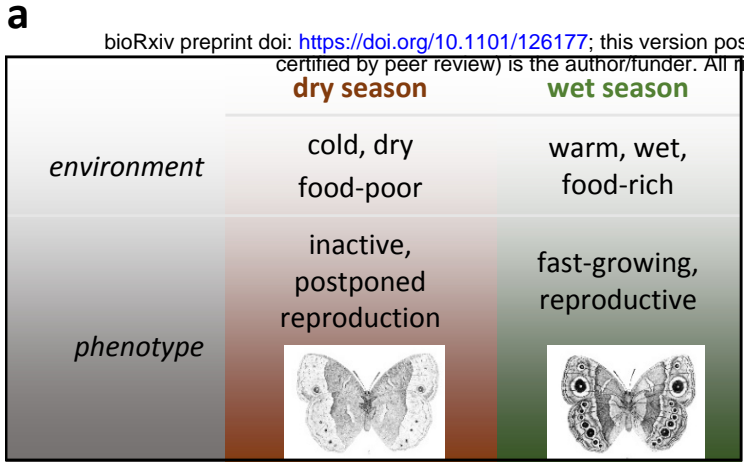 a
bioRxiv preprint doi: https://doi.org/10.1101/126177; this version pos
certified by peer review) is the author/funder. All
dry season wet season
environment
cold, dry
food-poor
warm, wet,
food-rich
phenotype
inactive,
postponed
reproduction
fast-growing,
reproductive